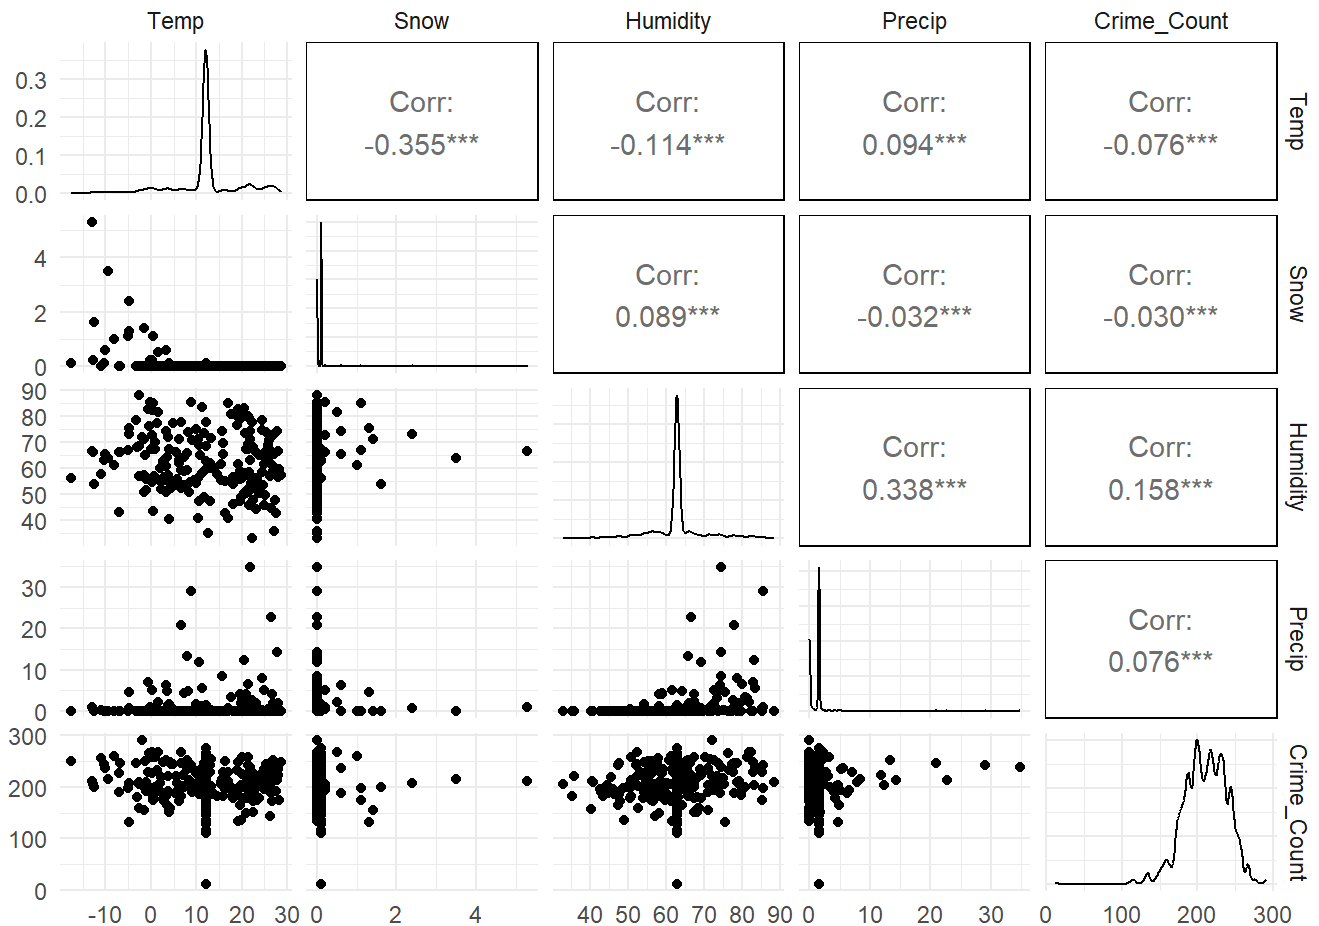 Temp Snow Humidity Precip Crime_Count
0.3
0.2
0.1
0.0
Corr:
-0.355***
Corr:
-0.114***
Corr:
0.094***
Corr:
-0.076***
Temp
4
2
0
Corr:
0.089***
Corr:
-0.032***
Corr:
-0.030***
Snow
90
80
70
60
50
40
Corr:
0.338***
Corr:
0.158***
Humidity
30
20
10
0
Corr:
0.076***
Precip
300
200
100
0
Crime_Count
-10 0 10 20 30 0 2 4 40 50 60 70 80 90 0 10 20 30 0 100 200 300